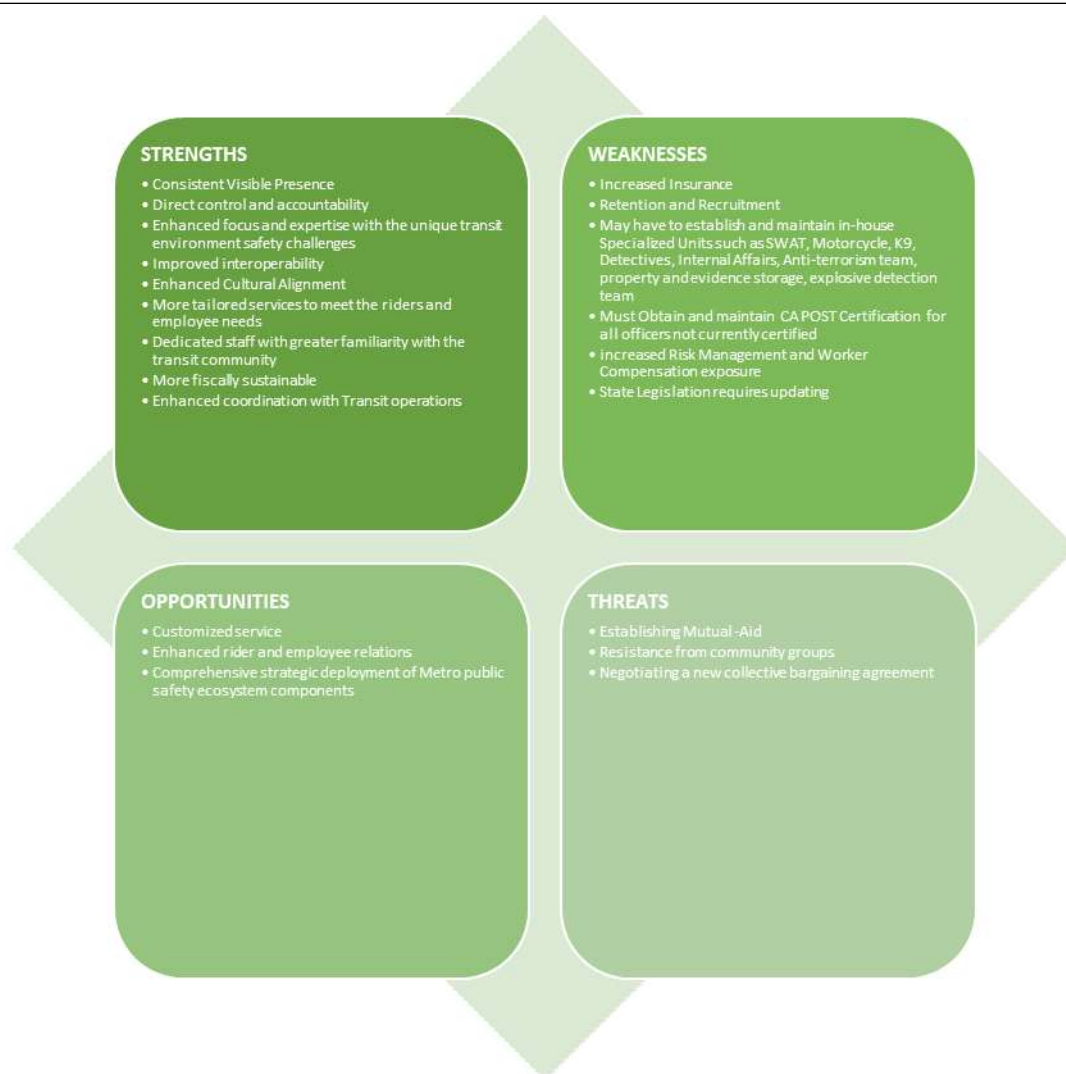 STRENGTHS
• Consistent Visible Presence
• Direct control and accountability
• Enhanced focus and expertise with the unique transit
environment safety challenges
• Improved interoperability
• Enhanced Cultural Alignment
• More tailored services to meet the riders and
employee needs
• Dedicated staff with greater familiarity with the
transit community
• More fiscally sustainable
• Enhanced coordination with Transit operations
WEAKNESSES
• Increased Insurance
• Retention and Recruitment
• May have to establish and maintain in-house
Specialized Units such as SWAT, Motorcycle, K9,
Detectives, Internal Affairs, Anti-terrorism team,
property and evidence storage, explosive detection
team
• Must Obtain and maintain CA POST Certification for
all officers not currently certified
• increased Risk Management and Worker
Compensation exposure
• State Legislation requires updating
OPPORTUNITIES
• Customized service
• Enhanced rider and employee relations
• Comprehensive strategic deployment of Metro public
safety ecosystem components
THREATS
• Establishing Mutual -Aid
• Resistance from community groups
• Negotiating a new collective bargaining agreement